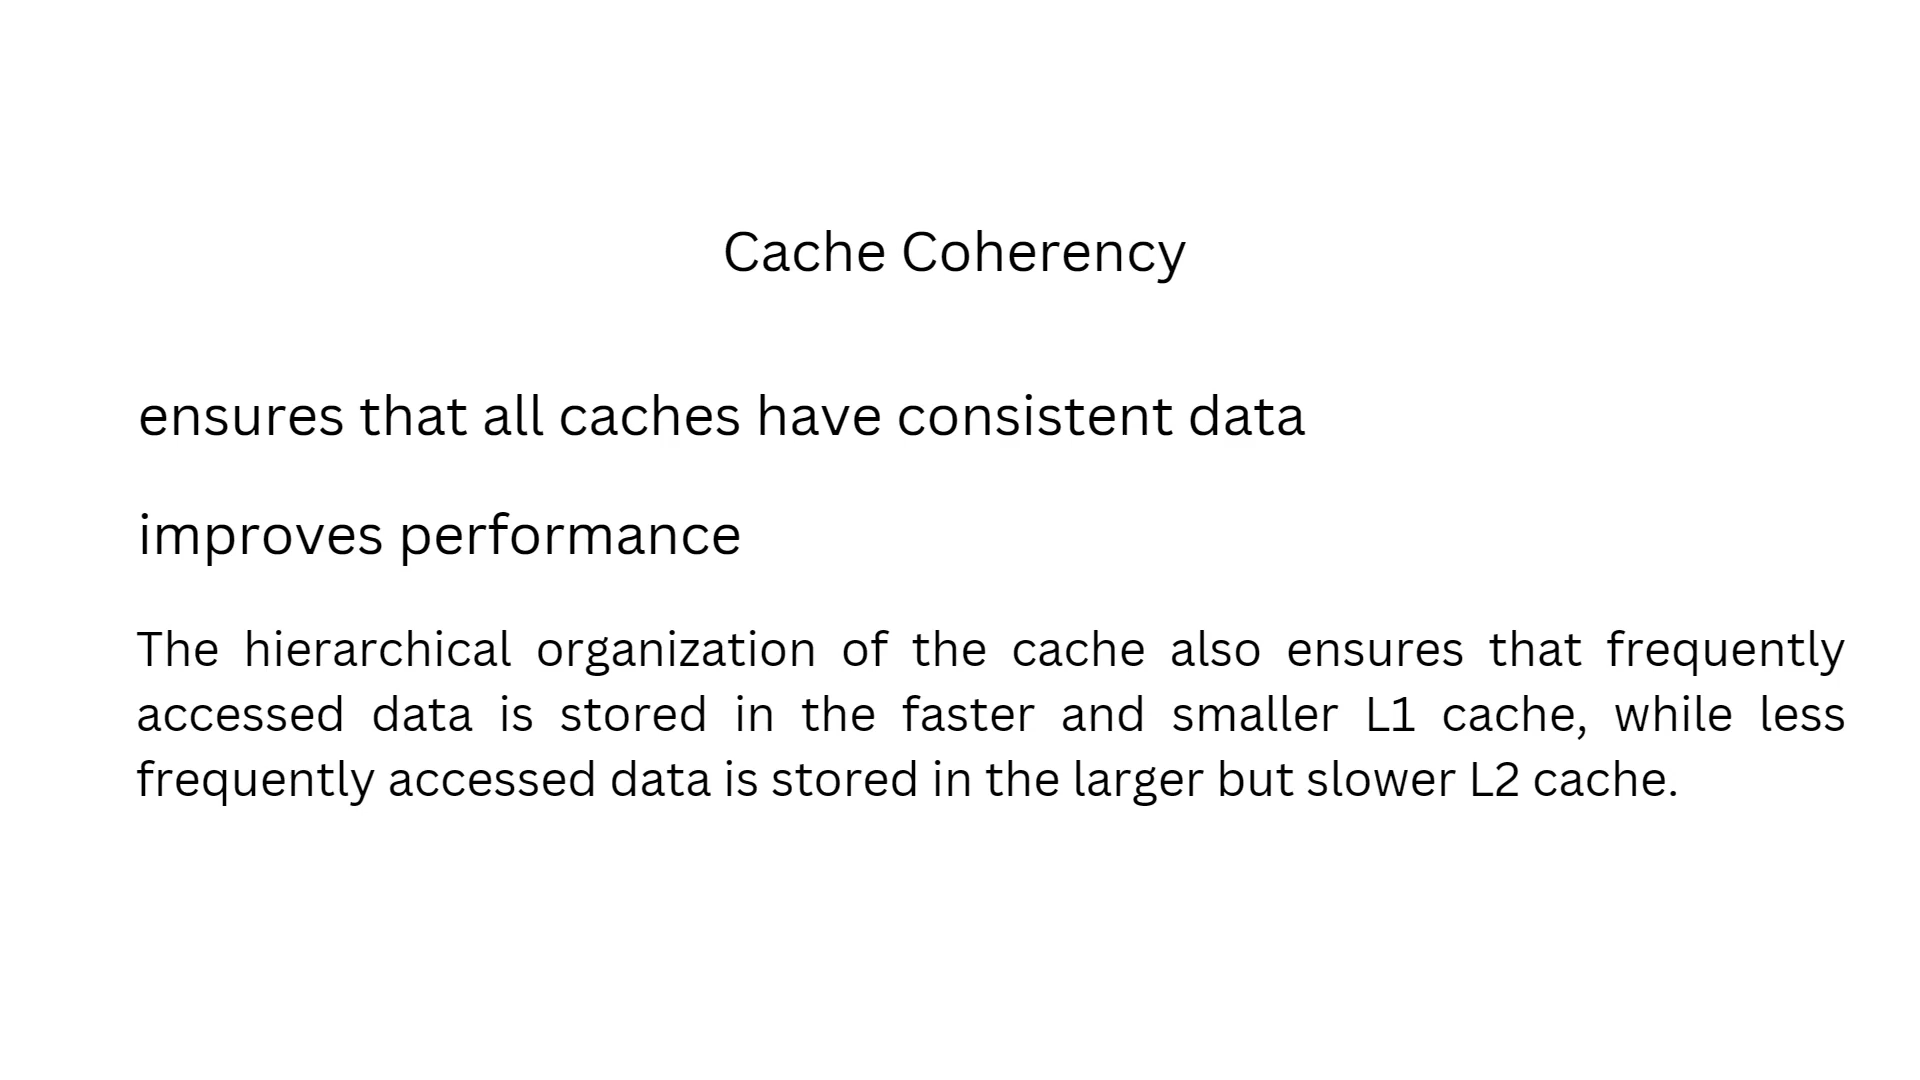 Cache Coherency
ensures that all caches have consistent data
improves performance
The hierarchical organization of the cache also ensures that frequently
accessed data is stored in the faster and smaller L1 cache, while less
frequently accessed data is stored in the larger but slower L2 cache.